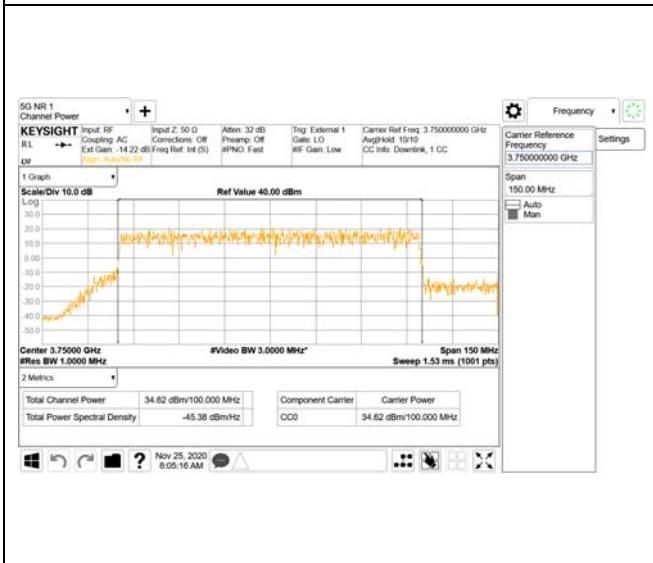 5G NR 1
Channel Power
Frequency
KEYSIGHT
RL
Input: RF
Coupling: AC
Ext Gain: -14.22 dB
Align: Auto/No RF
Input Z: 50 Ω
Corrections: Off
Freq Ref: Int (S)
Atten: 32 dB
Preamp: Off
#PNO: Fast
Trig: External 1
Gate: LO
#IF Gain: Low
Carrier Ref Freq: 3.750000000 GHz
Avg|Hold: 10/10
CC Info: Downlink, 1 CC
Carrier Reference
Frequency
3.750000000 GHz
Settings
Span
150.00 MHz
Auto
Man
1 Graph
Scale/Div 10.0 dB
Ref Value 40.00 dBm
Log
30.0
20.0
10.0
0.00
-10.0
-20.0
-30.0
-40.0
-50.0
Center 3.75000 GHz
#Video BW 3.0000 MHz*
Span 150 MHz
#Res BW 1.0000 MHz
Sweep 1.53 ms (1001 pts)
2 Metrics
Total Channel Power 34.62 dBm/100.000 MHz
Total Power Spectral Density -45.38 dBm/Hz
Component Carrier Carrier Power
CC0 34.62 dBm/100.000 MHz
?
Nov 25, 2020
8:05:16 AM